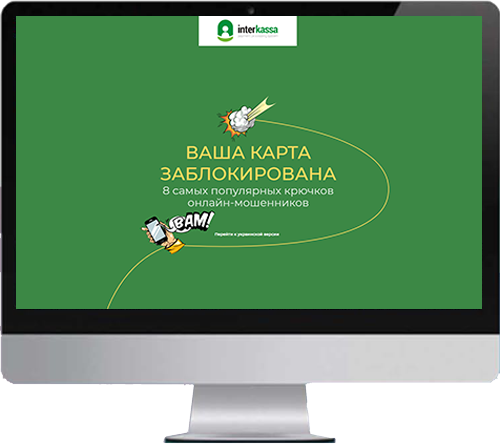 interkassa
ВАША КАРТА
ЗАБЛОКИРОВАНА
8 самых популярных крючков
онлайн-мошенников
BAM!
Перейти к украинской версии